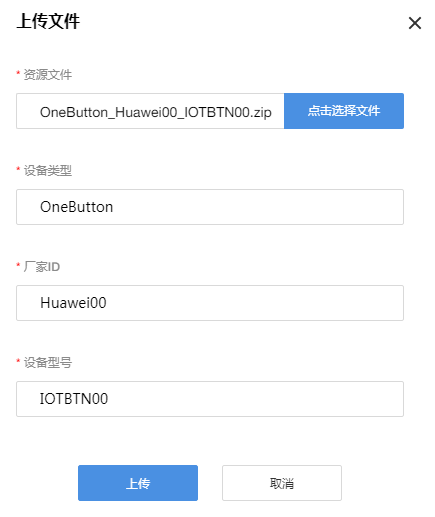 上传文件
* 资源文件
OneButton_Huawei00_IOTBTN00.zip 点击选择文件
* 设备类型
OneButton
* 厂家ID
Huawei00
* 设备型号
IOTBTN00
上传 取消